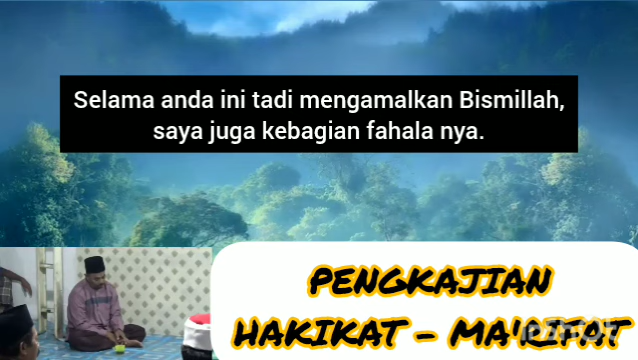 Selama anda ini tadi mengamalkan Bismillah,
saya juga kebagian fahala nya.
PENGKAJIAN
HAKIKAT - MA'RIFAT